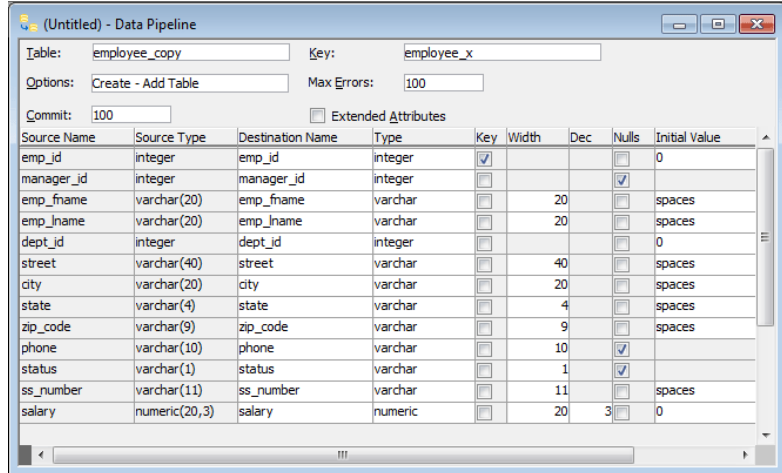 (Untitled) - Data Pipeline
Table: employee_copy Key: employee_x
Options: Create - Add Table Max Errors: 100
Commit: 100 Extended Attributes
Source Name Source Type Destination Name Type Key Width Dec Nulls Initial Value
emp_id integer emp_id integer 0
manager_id integer manager_id integer
emp_fname varchar(20) emp_fname varchar 20 spaces
emp_lname varchar(20) emp_lname varchar 20 spaces
dept_id integer dept_id integer 0
street varchar(40) street varchar 40 spaces
city varchar(20) city varchar 20 spaces
state varchar(4) state varchar 4 spaces
zip_code varchar(9) zip_code varchar 9 spaces
phone varchar(10) phone varchar 10
status varchar(1) status varchar 1
ss_number varchar(11) ss_number varchar 11 spaces
salary numeric(20,3) salary numeric 20 3 0